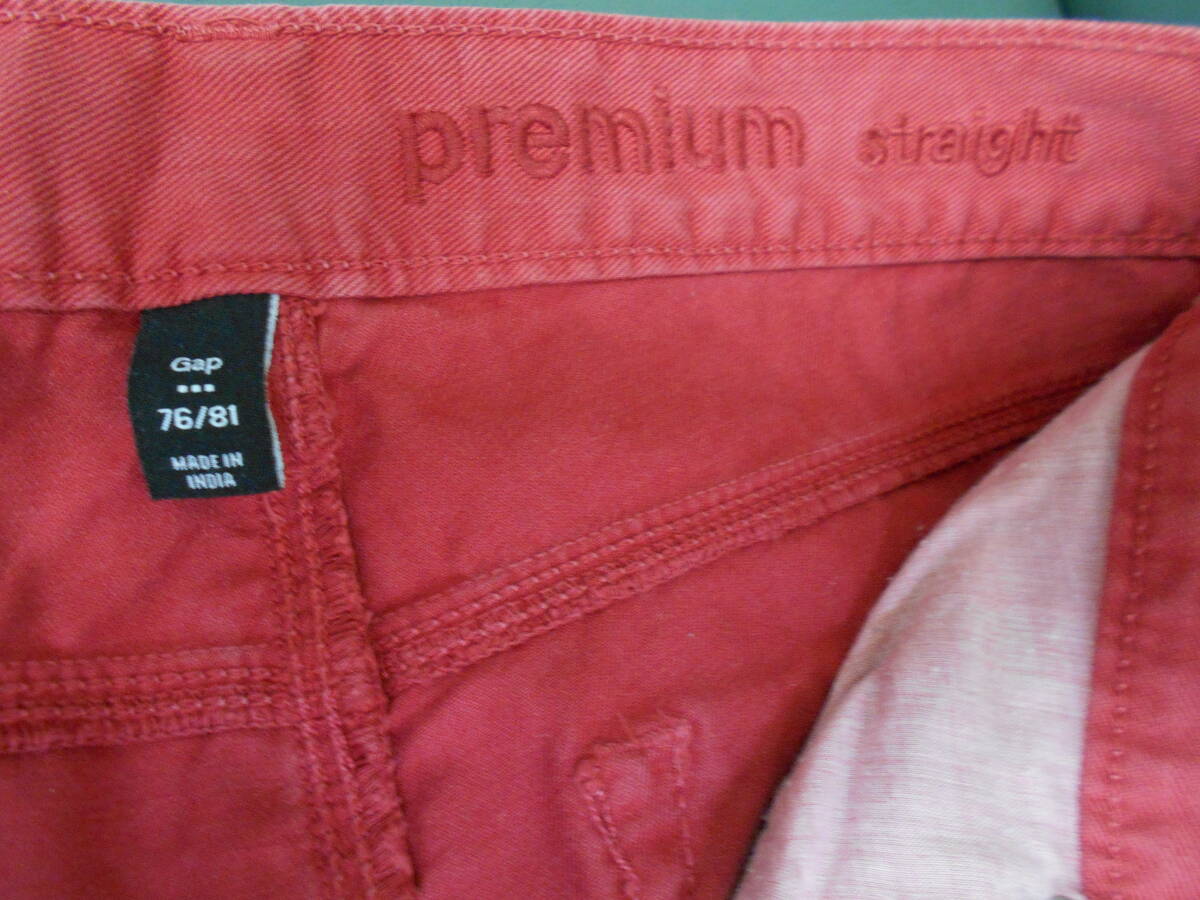 premium straight
Gap
76/81
MADE IN
INDIA